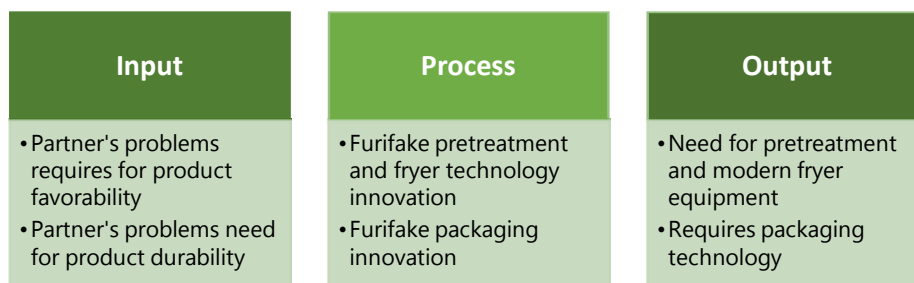 Input
• Partner's problems
requires for product
favorability
• Partner's problems need
for product durability
Process
• Furifake pretreatment
and fryer technology
innovation
• Furifake packaging
innovation
Output
• Need for pretreatment
and modern fryer
equipment
• Requires packaging
technology